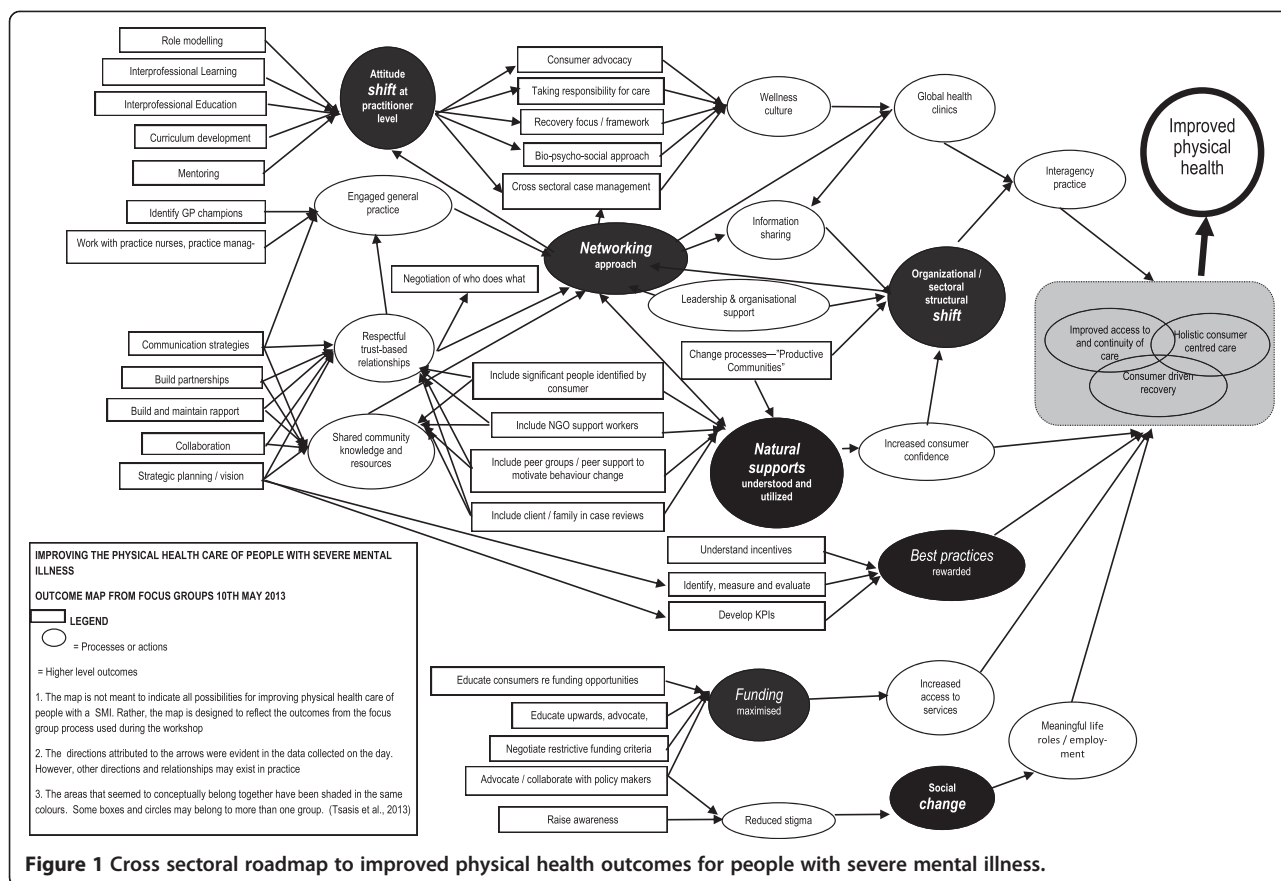 Role modelling
Interprofessional Learning
Interprofessional Education
Curriculum development
Mentoring
Identify GP champions
Work with practice nurses, practice manag-
Attitude
shift at
practitioner
level
Consumer advocacy
Taking responsibility for care
Recovery focus / framework
Bio-psycho-social approach
Cross sectoral case management
Wellness
culture
Global health
clinics
Improved
physical
health
Interagency
practice
Engaged general
practice
Networking
approach
Information
sharing
Negotiation of who does what
Leadership & organisational
support
Organizational /
sectoral
structural
shift
Improved access to
and continuity of
care
Holistic consumer
centred care
Consumer driven
recovery
Communication strategies
Build partnerships
Build and maintain rapport
Collaboration
Strategic planning / vision
Respectful
trust-based
relationships
Shared community
knowledge and
resources
Change processes—"Productive
Communities"
Include significant people identified by
consumer
Include NGO support workers
Include peer groups / peer support to
motivate behaviour change
Include client / family in case reviews
Natural
supports
understood and
utilized
Increased consumer
confidence
Understand incentives
Identify, measure and evaluate
Develop KPIs
Best practices
rewarded
Educate consumers re funding opportunities
Educate upwards, advocate,
Negotiate restrictive funding criteria
Advocate / collaborate with policy makers
Raise awareness
Funding
maximised
Increased
access to
services
Reduced stigma
Social
change
Meaningful life
roles / employ-
ment
IMPROVING THE PHYSICAL HEALTH CARE OF PEOPLE WITH SEVERE MENTAL
ILLNESS
OUTCOME MAP FROM FOCUS GROUPS 10TH MAY 2013
LEGEND
= Processes or actions
= Higher level outcomes
1. The map is not meant to indicate all possibilities for improving physical health care of
people with a SMI. Rather, the map is designed to reflect the outcomes from the focus
group process used during the workshop
2. The directions attributed to the arrows were evident in the data collected on the day.
However, other directions and relationships may exist in practice
3. The areas that seemed to conceptually belong together have been shaded in the same
colours. Some boxes and circles may belong to more than one group. (Tsasis et al., 2013)
Figure 1 Cross sectoral roadmap to improved physical health outcomes for people with severe mental illness.